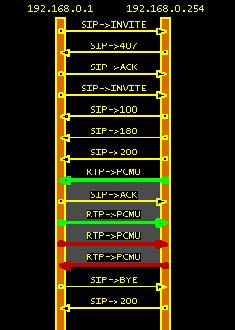 192.168.0.1 192.168.0.254
SIP->INVITE
SIP->407
SIP->ACK
SIP->INVITE
SIP->100
SIP->180
SIP->200
RTP->PCMU
SIP->ACK
RTP->PCMU
RTP->PCMU
RTP->PCMU
SIP->BYE
SIP->200